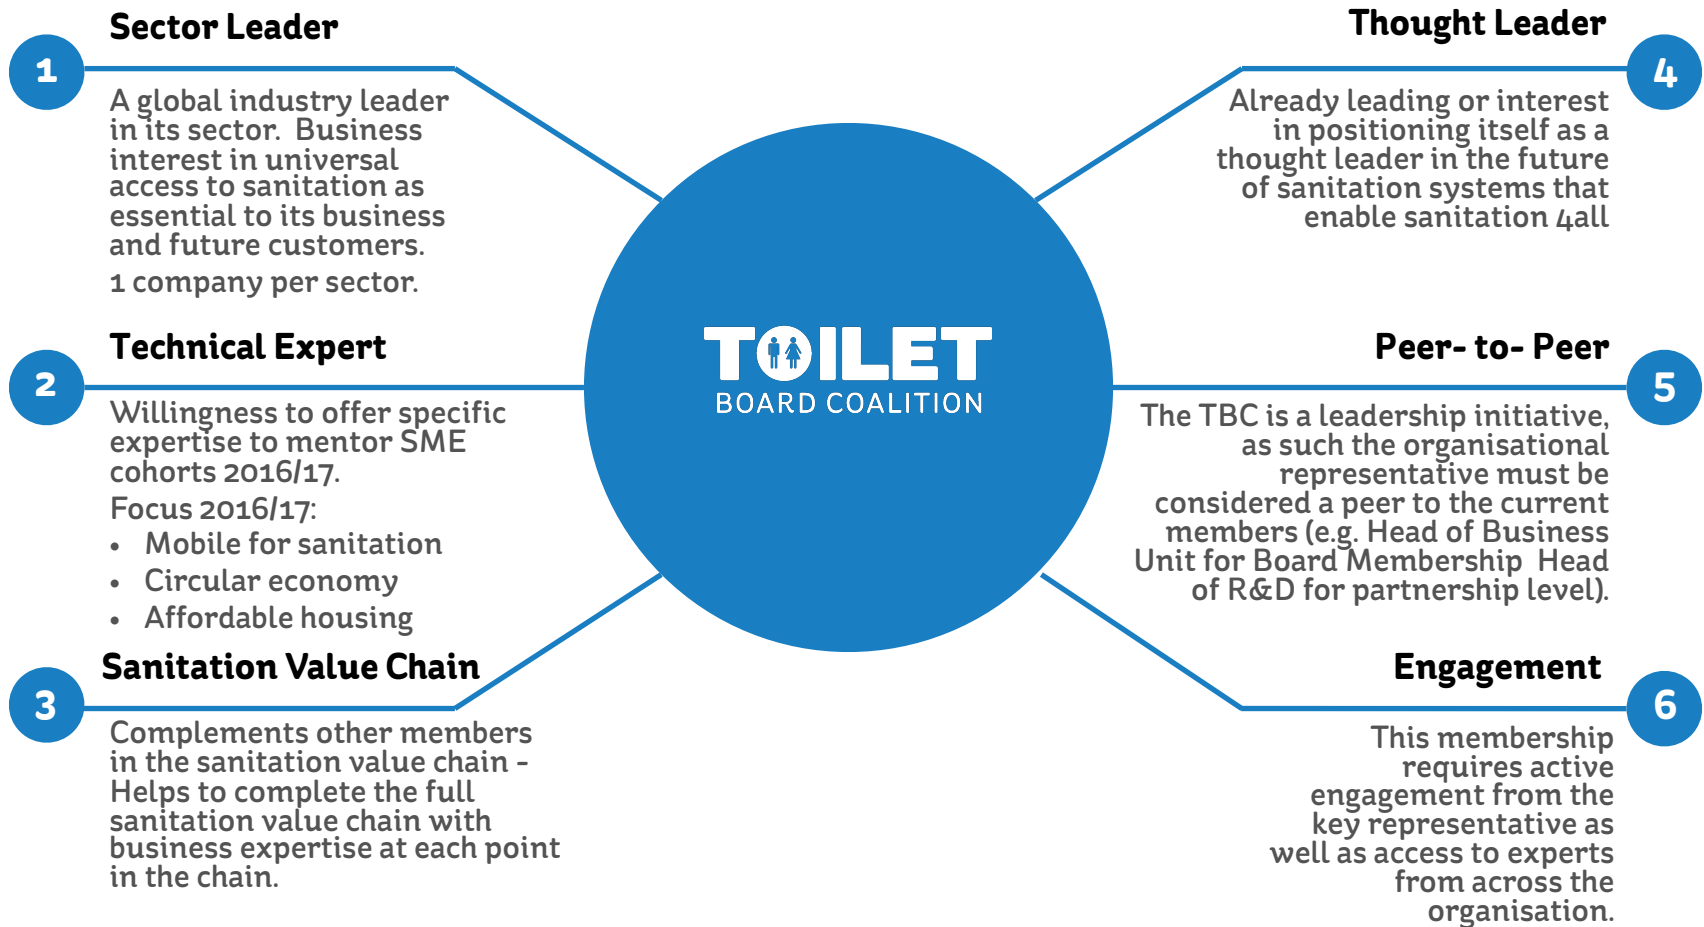 Sector Leader
1
A global industry leader
in its sector.  Business
interest in universal
access to sanitation as
essential to its business
and future customers.
1 company per sector.
Technical Expert
2
Willingness to offer specific
expertise to mentor SME
cohorts 2016/17.
Focus 2016/17:
• Mobile for sanitation
• Circular economy
• Affordable housing
Sanitation Value Chain
3
Complements other members
in the sanitation value chain -
Helps to complete the full
sanitation value chain with
business expertise at each point
in the chain.
TOILET
BOARD COALITION
Thought Leader
4
Already leading or interest
in positioning itself as a
thought leader in the future
of sanitation systems that
enable sanitation 4all
Peer- to- Peer
5
The TBC is a leadership initiative,
as such the organisational
representative must be
considered a peer to the current
members (e.g. Head of Business
Unit for Board Membership  Head
of R&D for partnership level).
Engagement
6
This membership
requires active
engagement from the
key representative as
well as access to experts
from across the
organisation.